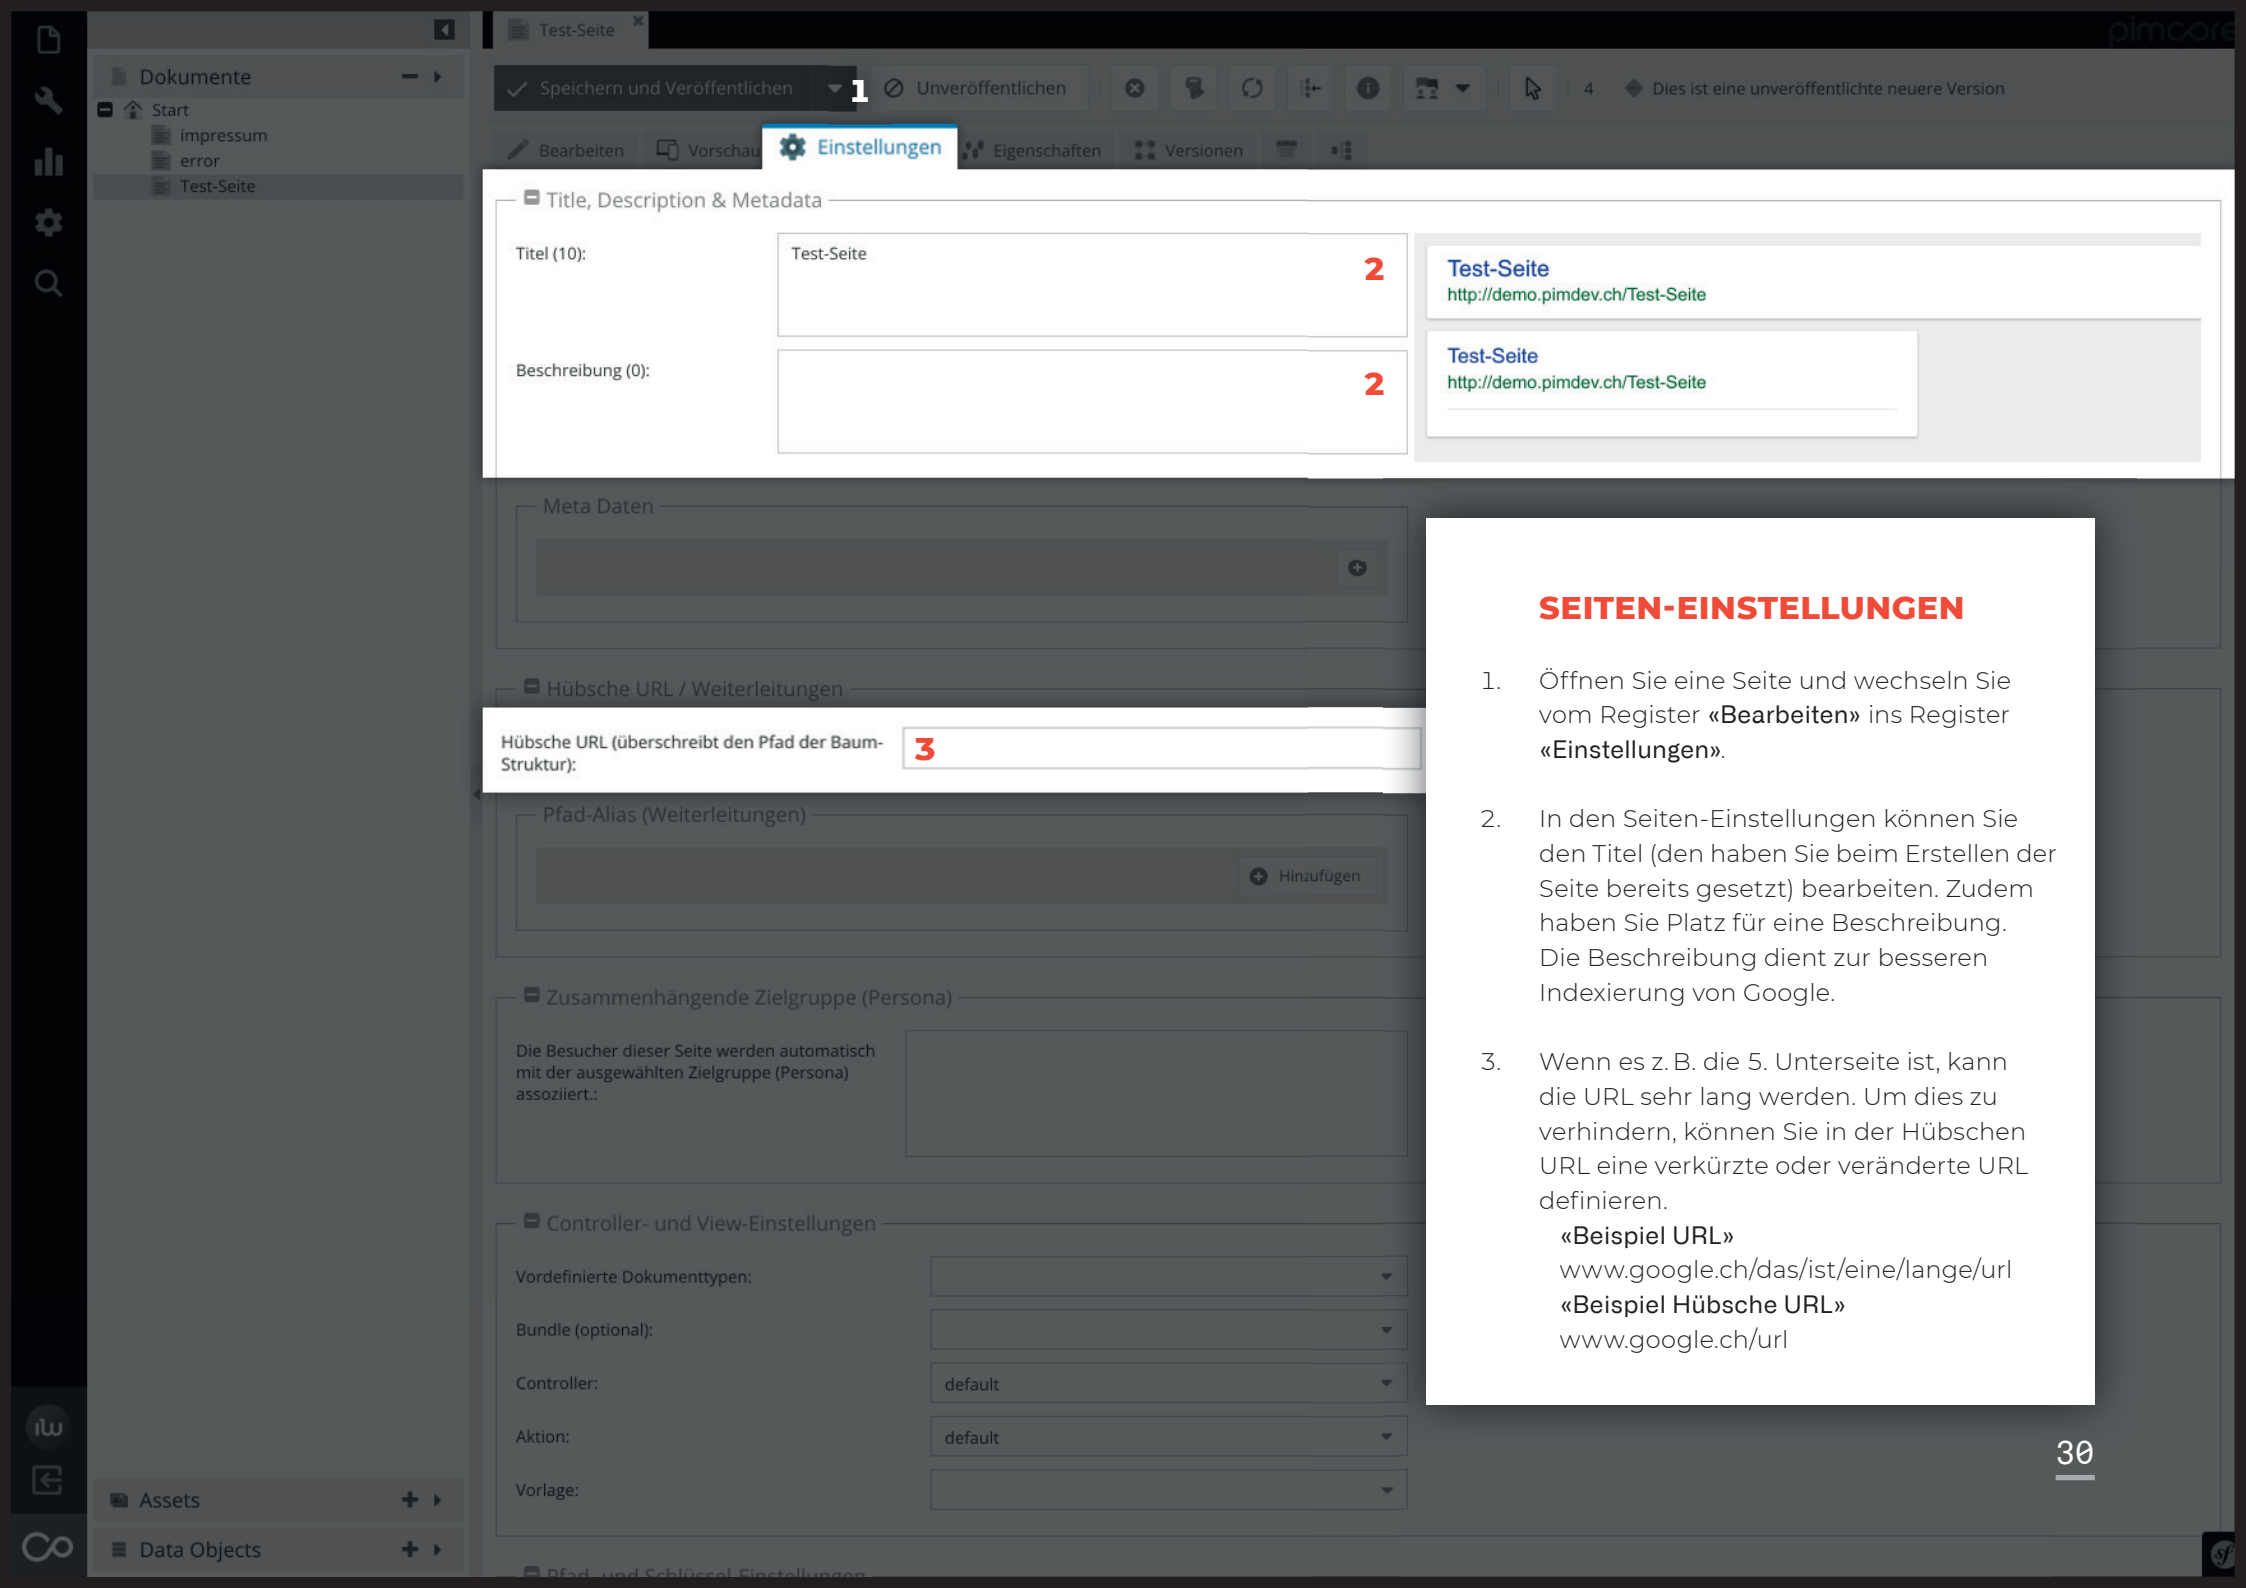 Test-Seite
pimcore
Dokumente
Start
impressum
error
Test-Seite
Speichern und Veröffentlichen
1
Unveröffentlichen
4
Dies ist eine unveröffentlichte neuere Version
Bearbeiten
Vorschau
Einstellungen
Eigenschaften
Versionen
Title, Description & Metadata
Titel (10):
Test-Seite
2
Test-Seite
http://demo.pimdev.ch/Test-Seite
Beschreibung (0):
2
Test-Seite
http://demo.pimdev.ch/Test-Seite
Meta Daten
Hübsche URL / Weiterleitungen
Hübsche URL (überschreibt den Pfad der Baum-
Struktur):
3
Pfad-Alias (Weiterleitungen)
Hinzufügen
Zusammenhängende Zielgruppe (Persona)
Die Besucher dieser Seite werden automatisch
mit der ausgewählten Zielgruppe (Persona)
assoziiert.:
Controller- und View-Einstellungen
Vordefinierte Dokumenttypen:
Bundle (optional):
Controller:
default
Aktion:
default
Vorlage:
Pfad- und Schlüssel-Einstellungen
SEITEN-EINSTELLUNGEN
1. Öffnen Sie eine Seite und wechseln Sie
vom Register «Bearbeiten» ins Register
«Einstellungen».
2. In den Seiten-Einstellungen können Sie
den Titel (den haben Sie beim Erstellen der
Seite bereits gesetzt) bearbeiten. Zudem
haben Sie Platz für eine Beschreibung.
Die Beschreibung dient zur besseren
Indexierung von Google.
3. Wenn es z. B. die 5. Unterseite ist, kann
die URL sehr lang werden. Um dies zu
verhindern, können Sie in der Hübschen
URL eine verkürzte oder veränderte URL
definieren.
«Beispiel URL»
www.google.ch/das/ist/eine/lange/url
«Beispiel Hübsche URL»
www.google.ch/url
30
ilw
Assets
Data Objects
sf